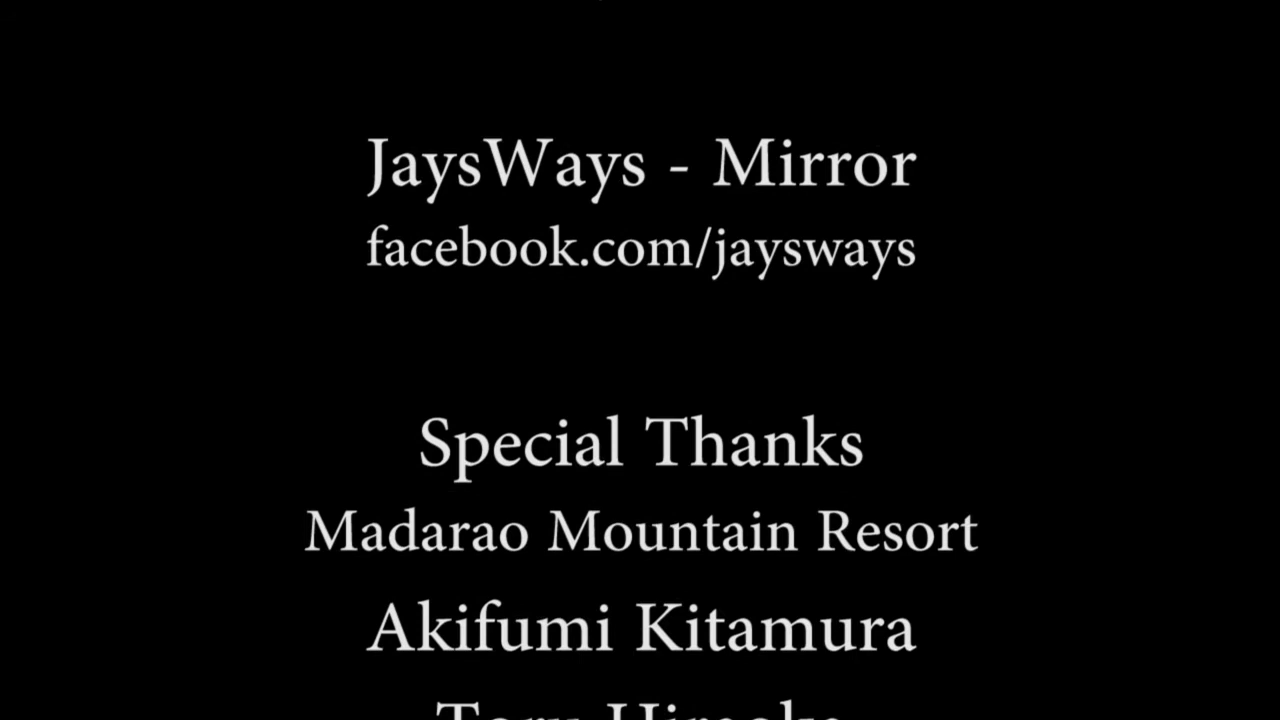 JaysWays - Mirror
facebook.com/jaysways
Special Thanks
Madarao Mountain Resort
Akifumi Kitamura